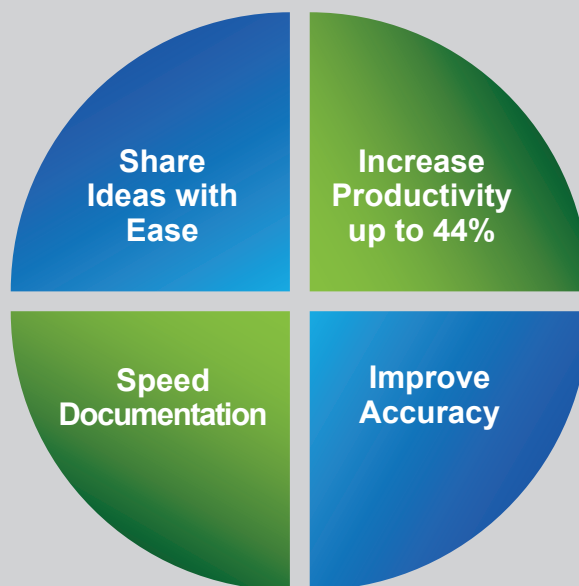 Share
Ideas with
Ease
Increase
Productivity
up to 44%
Speed
Documentation
Improve
Accuracy